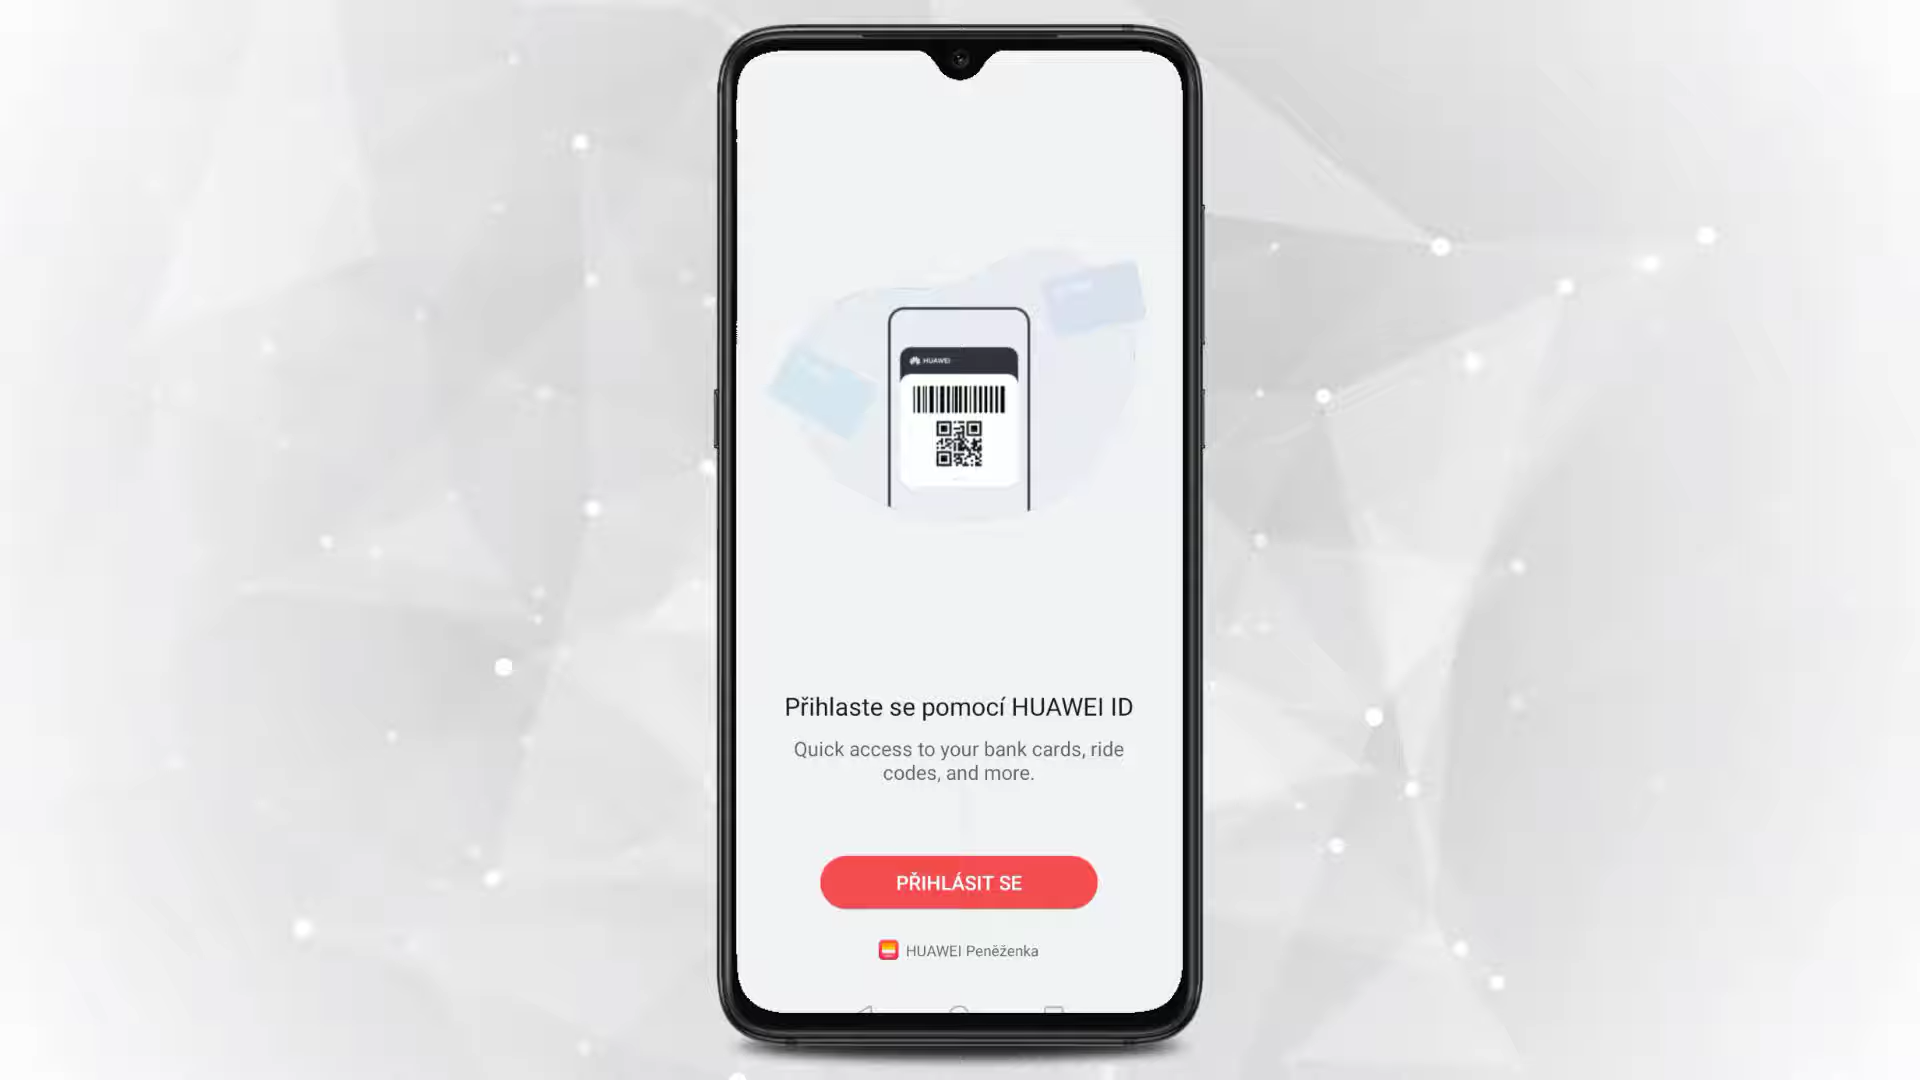 HUAWEI
Přihlaste se pomocí HUAWEI ID
Quick access to your bank cards, ride
codes, and more.
PŘIHLÁSIT SE
HUAWEI Peněženka